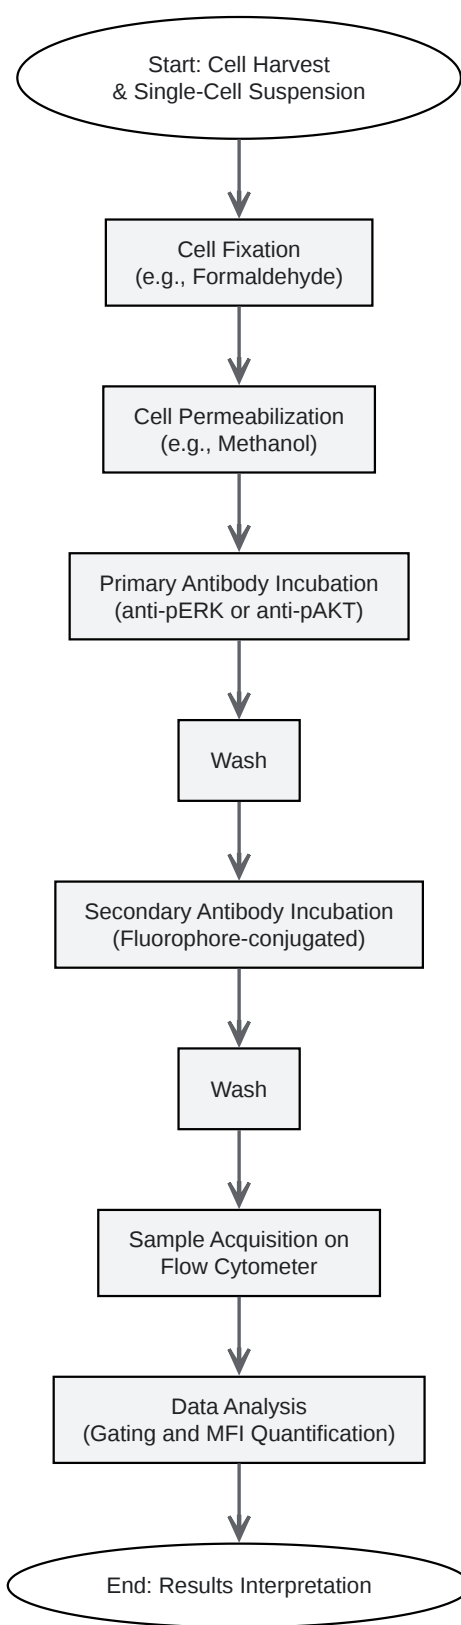 Start: Cell Harvest
& Single-Cell Suspension
Cell Fixation
(e.g., Formaldehyde)
Cell Permeabilization
(e.g., Methanol)
Primary Antibody Incubation
(anti-pERK or anti-pAKT)
Wash
Secondary Antibody Incubation
(Fluorophore-conjugated)
Wash
Sample Acquisition on
Flow Cytometer
Data Analysis
(Gating and MFI Quantification)
End: Results Interpretation